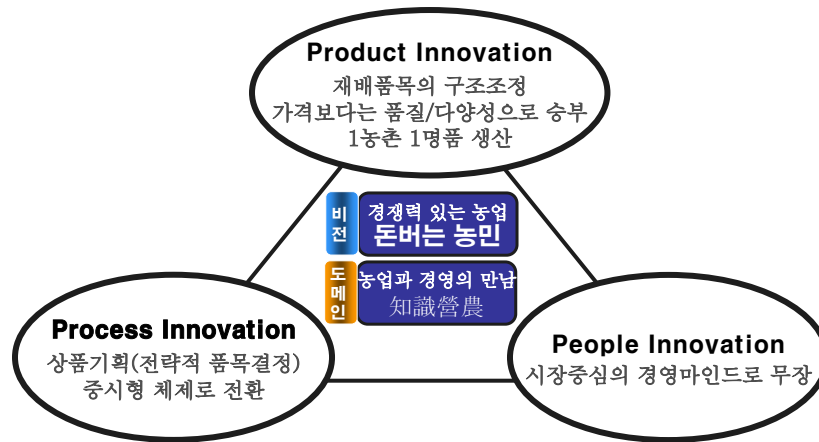 Product Innovation
재배품목의 구조조정
가격보다는 품질/다양성으로 승부
1농촌 1명품 생산
비전
경쟁력 있는 농업
돈버는 농민
도메인
농업과 경영의 만남
知識營農
Process Innovation
상품기획(전략적 품목결정)
중시형 체제로 전환
People Innovation
시장중심의 경영마인드로 무장